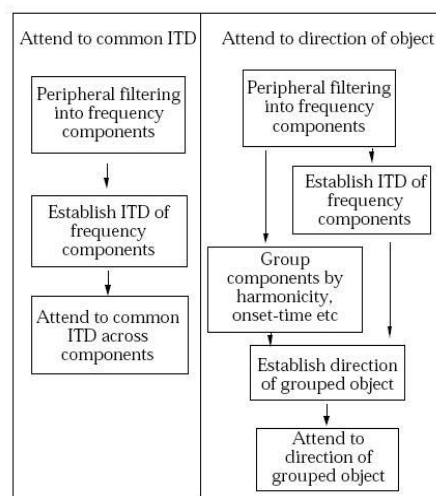 Attend to common ITD
Peripheral filtering
into frequency
components
Establish ITD of
frequency
components
Attend to common
ITD across
components
Attend to direction of object
Peripheral filtering
into frequency
components
Establish ITD of
frequency
components
Group
components by
harmonicity,
onset-time etc
Establish direction
of grouped object
Attend to
direction of
grouped object